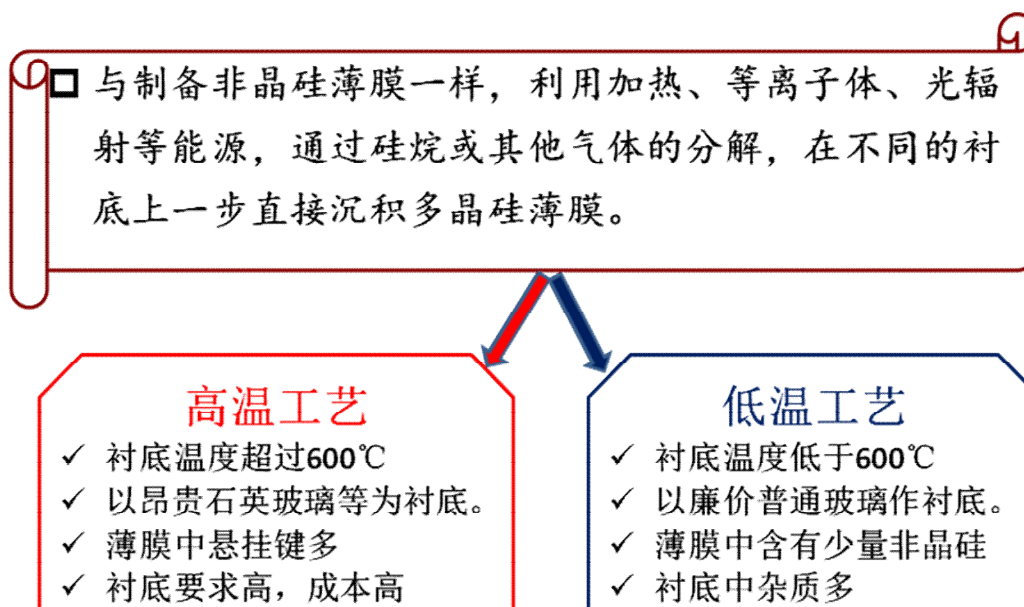 与制备非晶硅薄膜一样，利用加热、等离子体、光辐
射等能源，通过硅烷或其他气体的分解，在不同的衬
底上一步直接沉积多晶硅薄膜。
高温工艺
✓ 衬底温度超过600℃
✓ 以昂贵石英玻璃等为衬底。
✓ 薄膜中悬挂键多
✓ 衬底要求高，成本高
低温工艺
✓ 衬底温度低于600℃
✓ 以廉价普通玻璃作衬底。
✓ 薄膜中含有少量非晶硅
✓ 衬底中杂质多